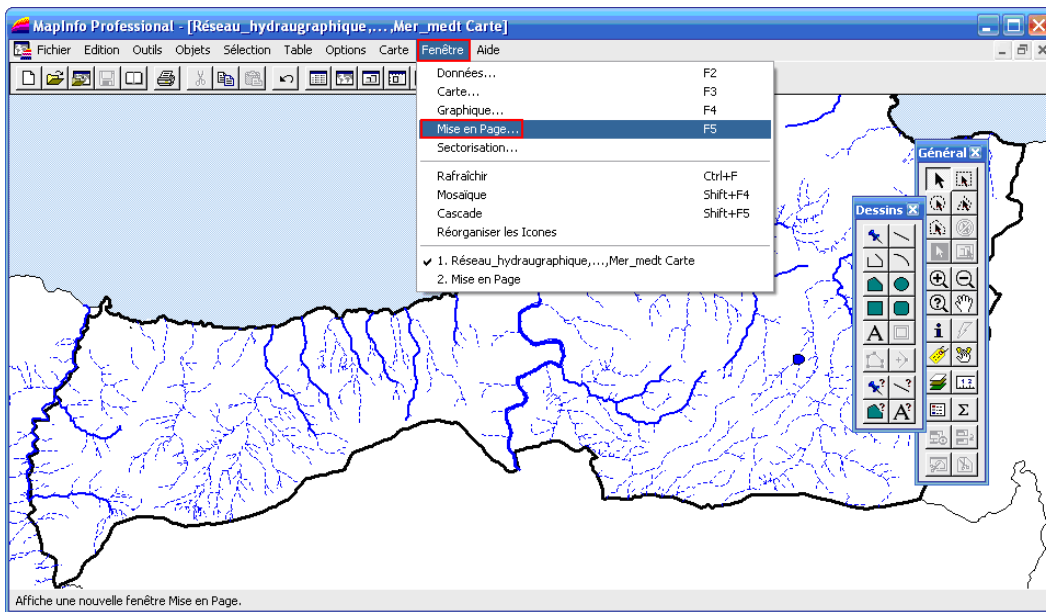 MapInfo Professional - [Réseau_hydraugraphique,...,Mer_medt Carte]
Fichier Edition Outils Objets Sélection Table Options Carte Fenêtre Aide
Données... F2
Carte... F3
Graphique... F4
Mise en Page... F5
Sectorisation...
Rafraîchir Ctrl+F
Mosaïque Shift+F4
Cascade Shift+F5
Réorganiser les Icones
1. Réseau_hydraugraphique,...,Mer_medt Carte
2. Mise en Page
Général
Dessins
Affiche une nouvelle fenêtre Mise en Page.